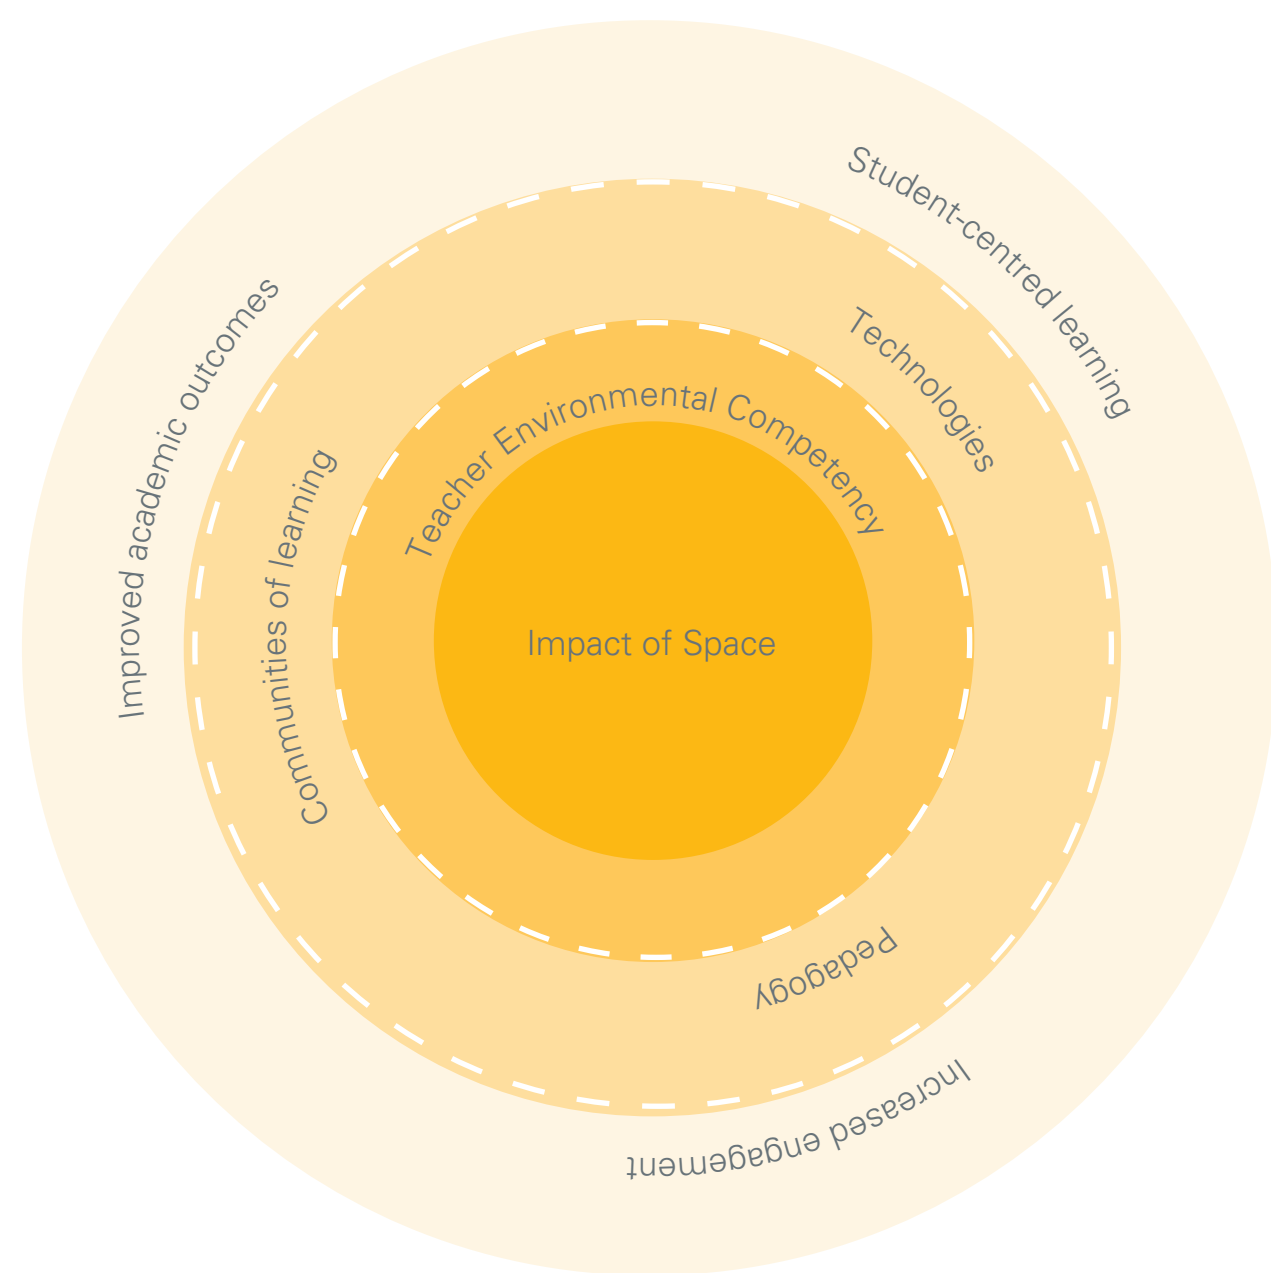 Student-centred learning
Improved academic outcomes
Technologies
Teacher Environmental Competency
Communities of learning
Impact of Space
Pedagogy
Increased engagement